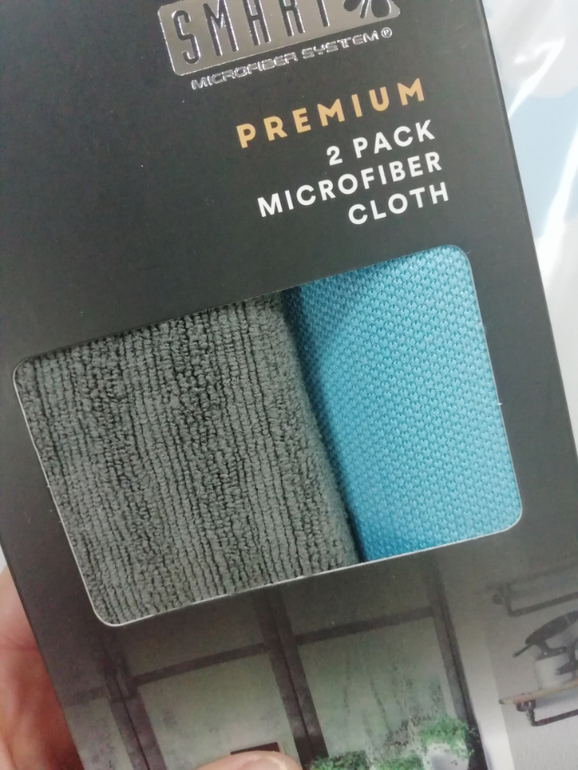 SMART
MICROFIBER SYSTEM®
PREMIUM
2 PACK
MICROFIBER
CLOTH